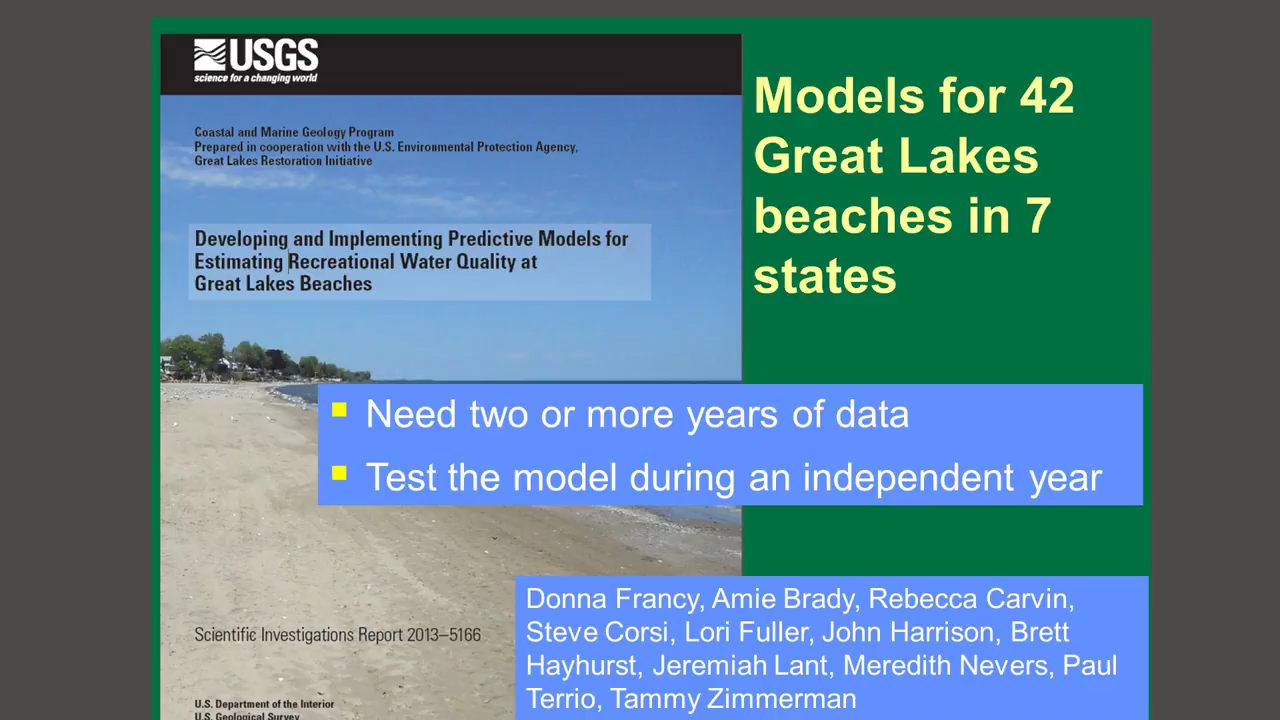 USGS
science for a changing world
Coastal and Marine Geology Program
Prepared in cooperation with the U.S. Environmental Protection Agency,
Great Lakes Restoration Initiative
Developing and Implementing Predictive Models for
Estimating Recreational Water Quality at
Great Lakes Beaches
Models for 42
Great Lakes
beaches in 7
states
Need two or more years of data
Test the model during an independent year
Scientific Investigations Report 2013–5166
Donna Francy, Amie Brady, Rebecca Carvin,
Steve Corsi, Lori Fuller, John Harrison, Brett
Hayhurst, Jeremiah Lant, Meredith Nevers, Paul
Terrio, Tammy Zimmerman
U.S. Department of the Interior
U.S. Geological Survey